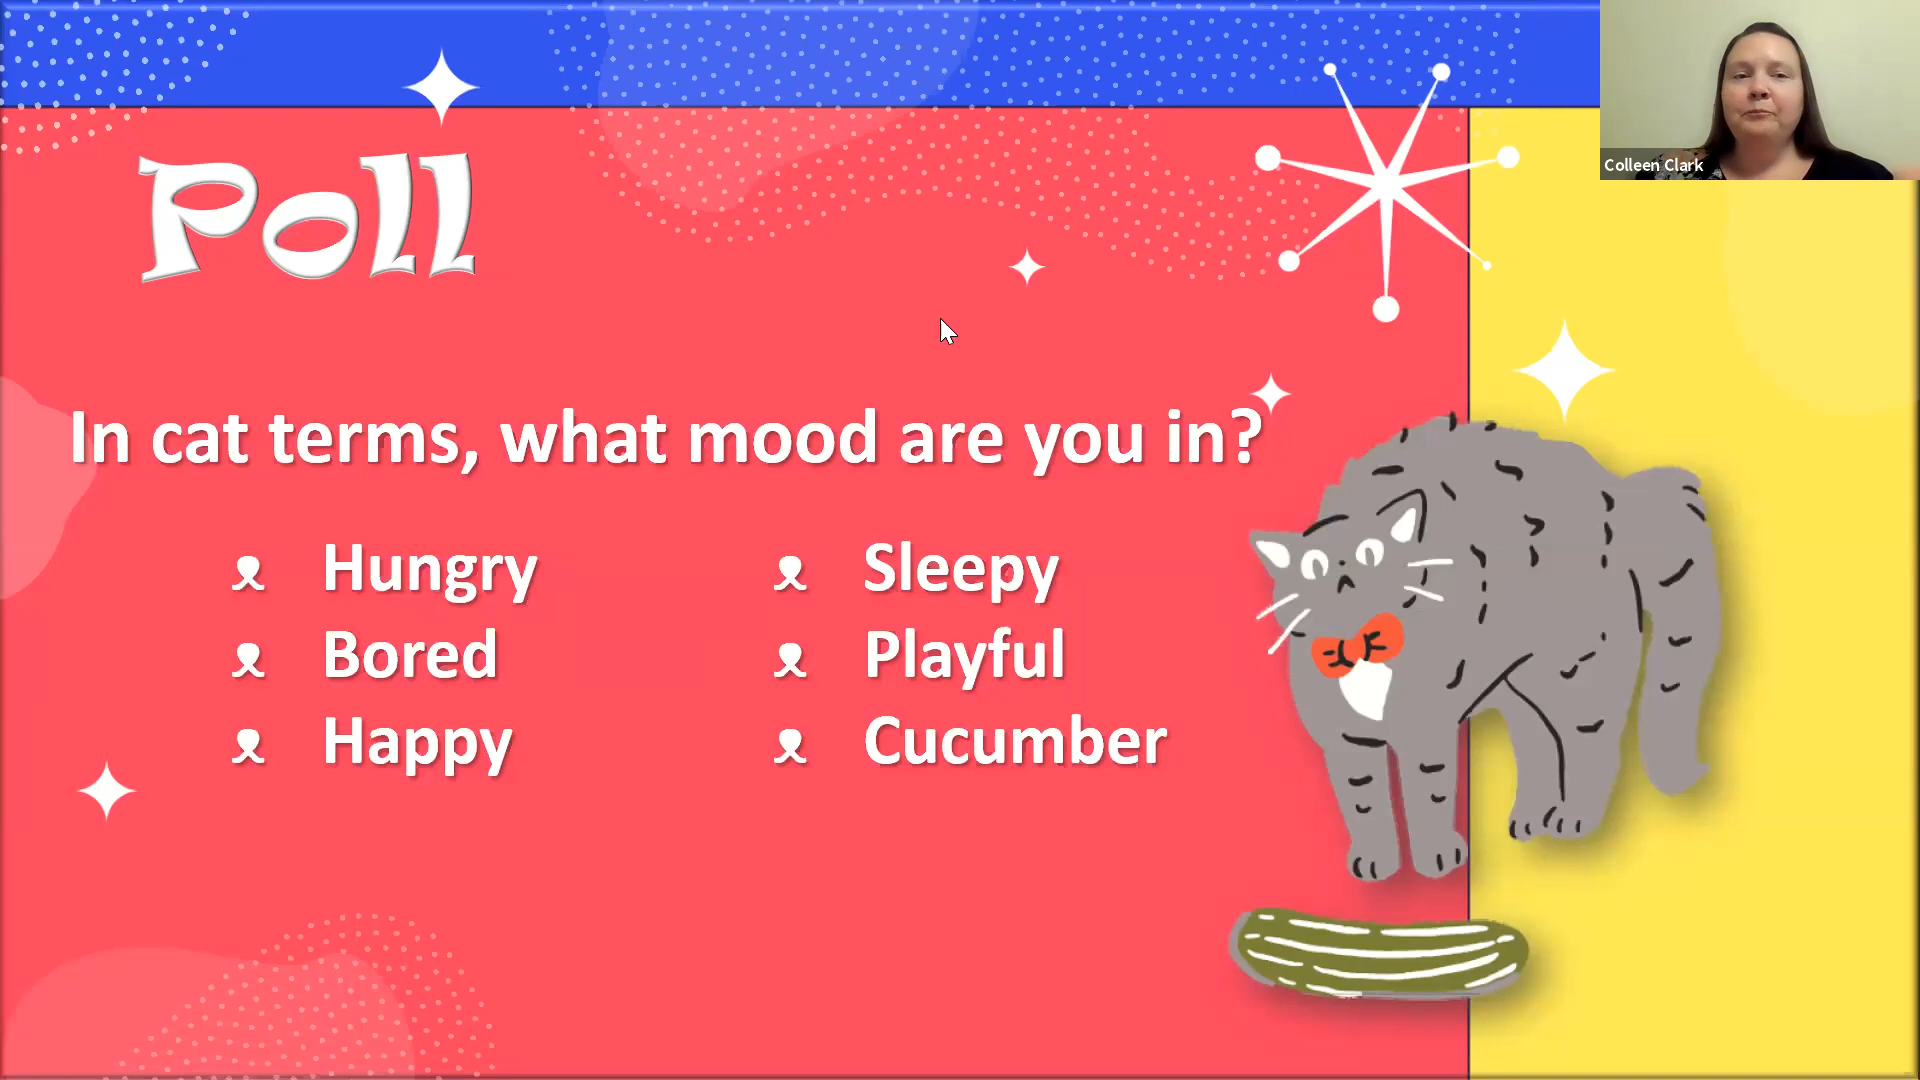 Poll
Colleen Clark
In cat terms, what mood are you in?
ᴥ Hungry
ᴥ Bored
ᴥ Happy
ᴥ Sleepy
ᴥ Playful
ᴥ Cucumber